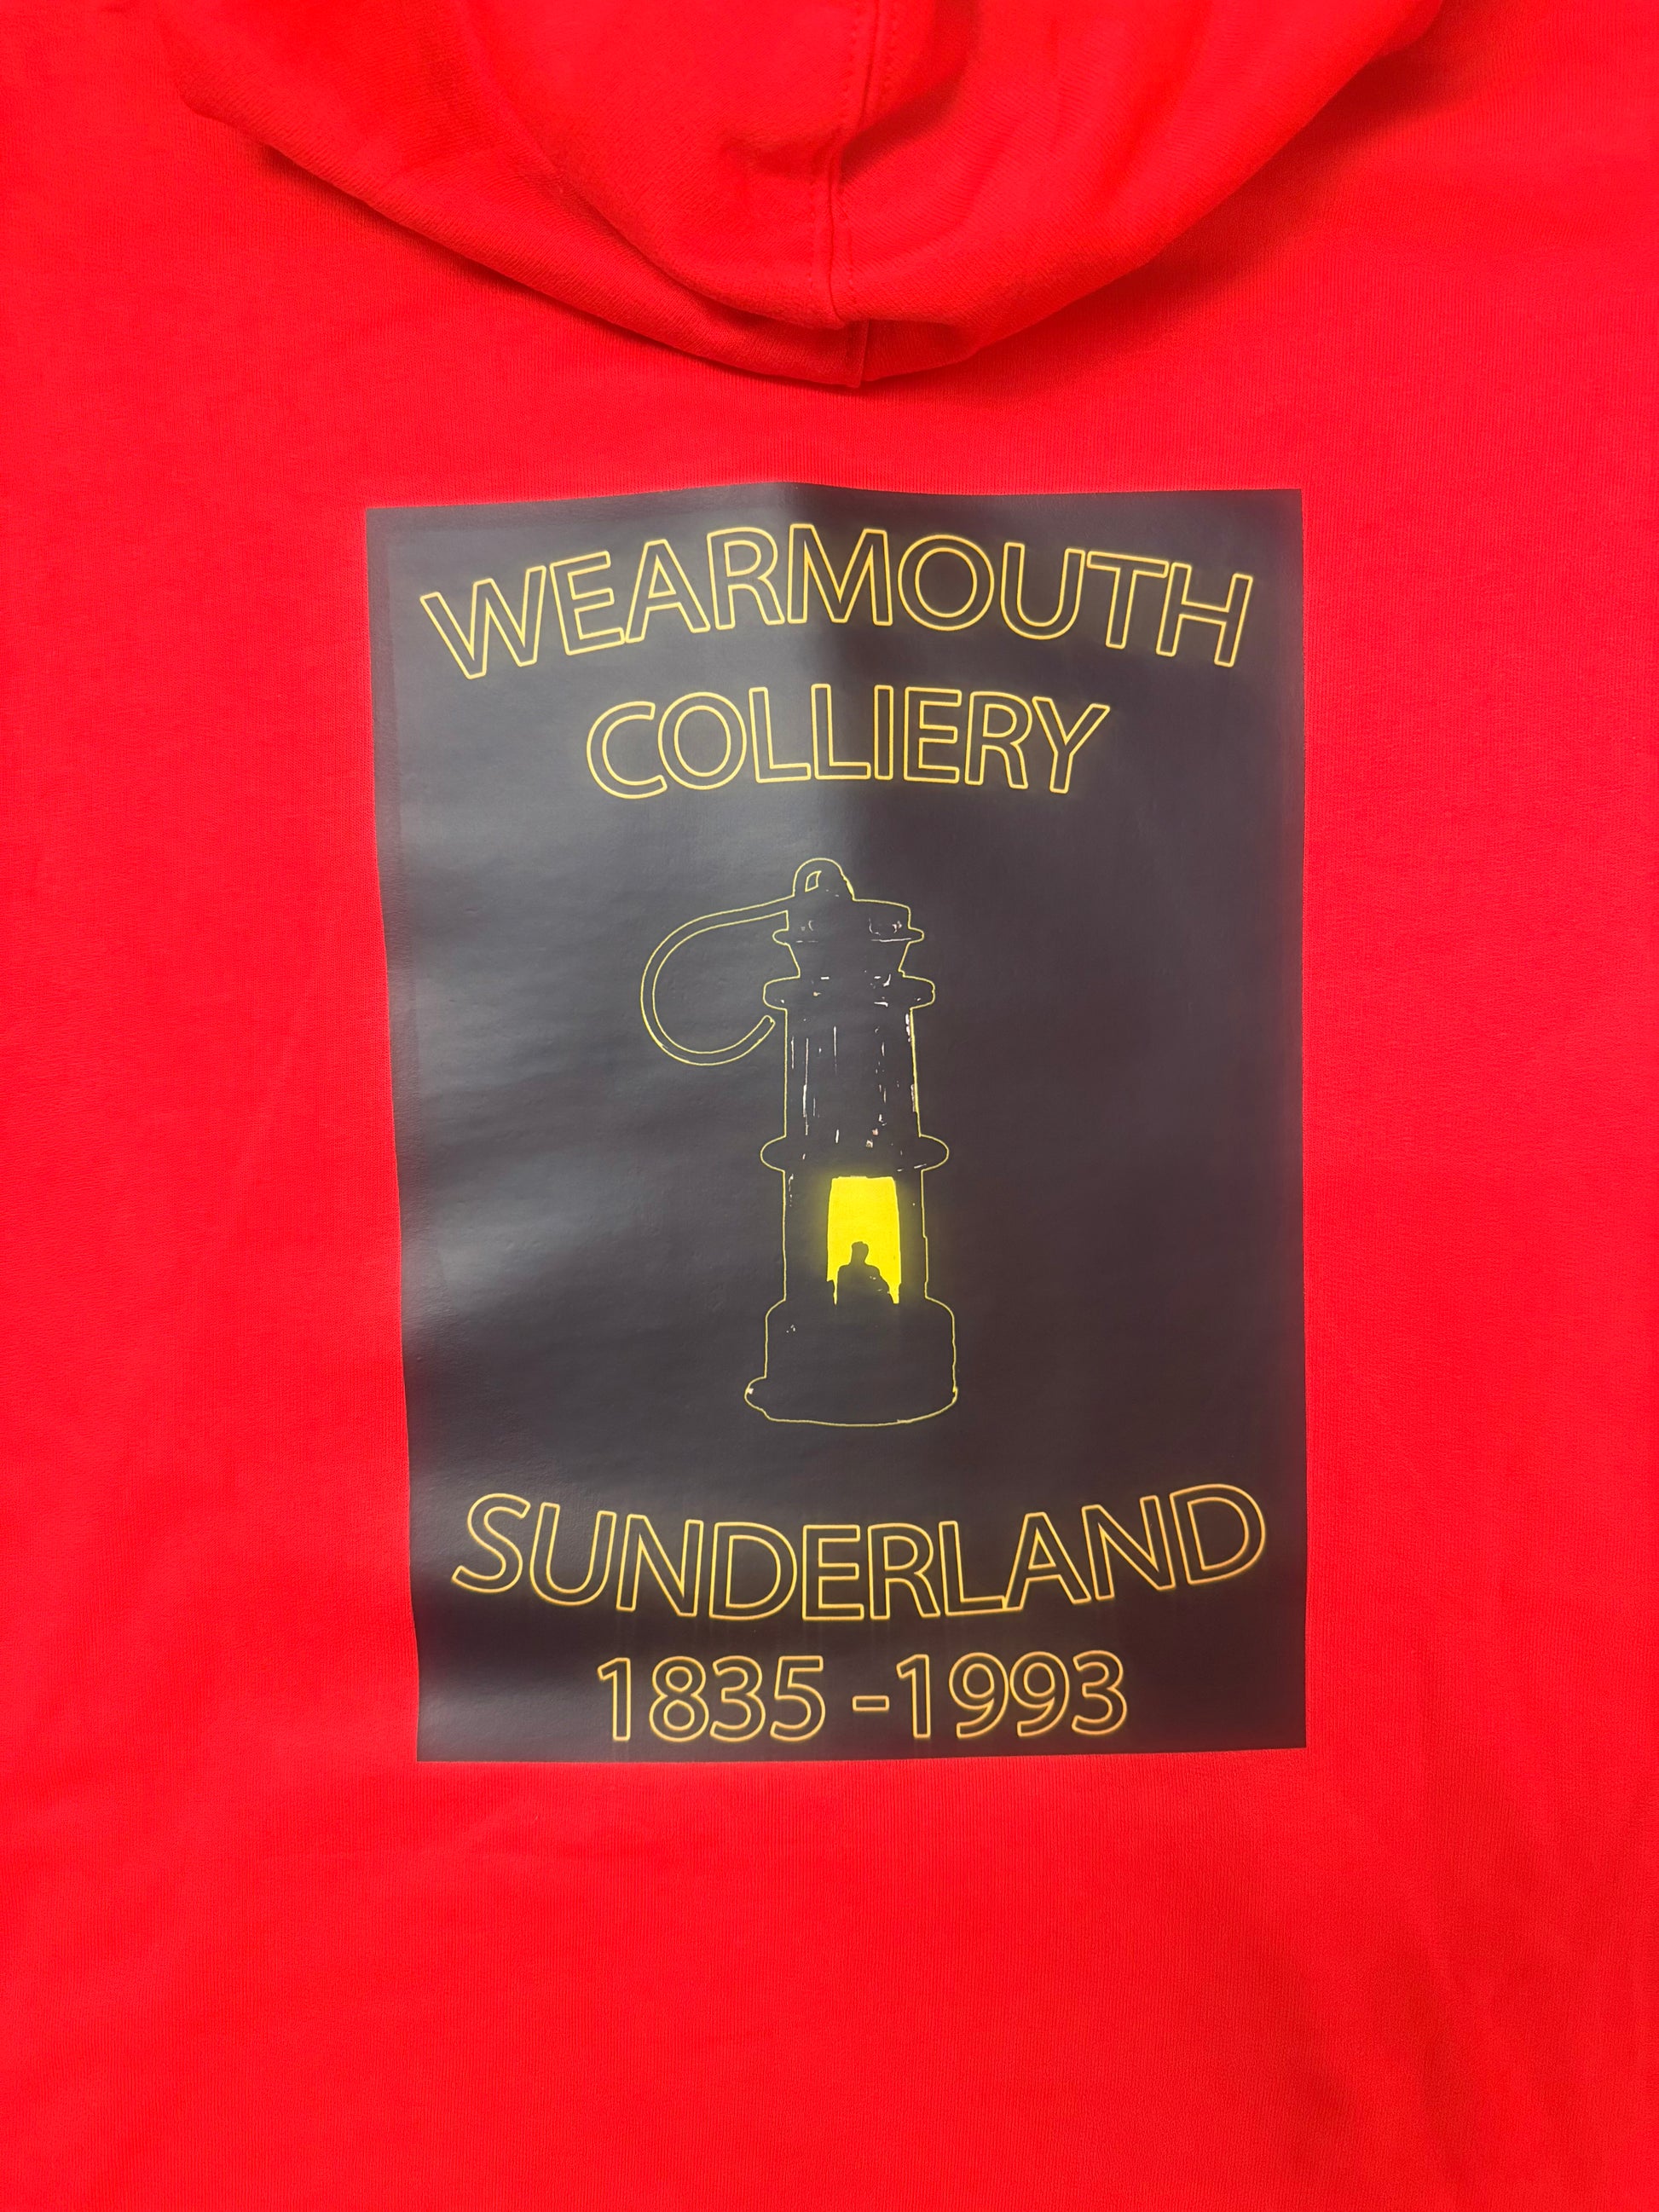 WEARMOUTH
COLLIERY
SUNDERLAND
1835 -1993